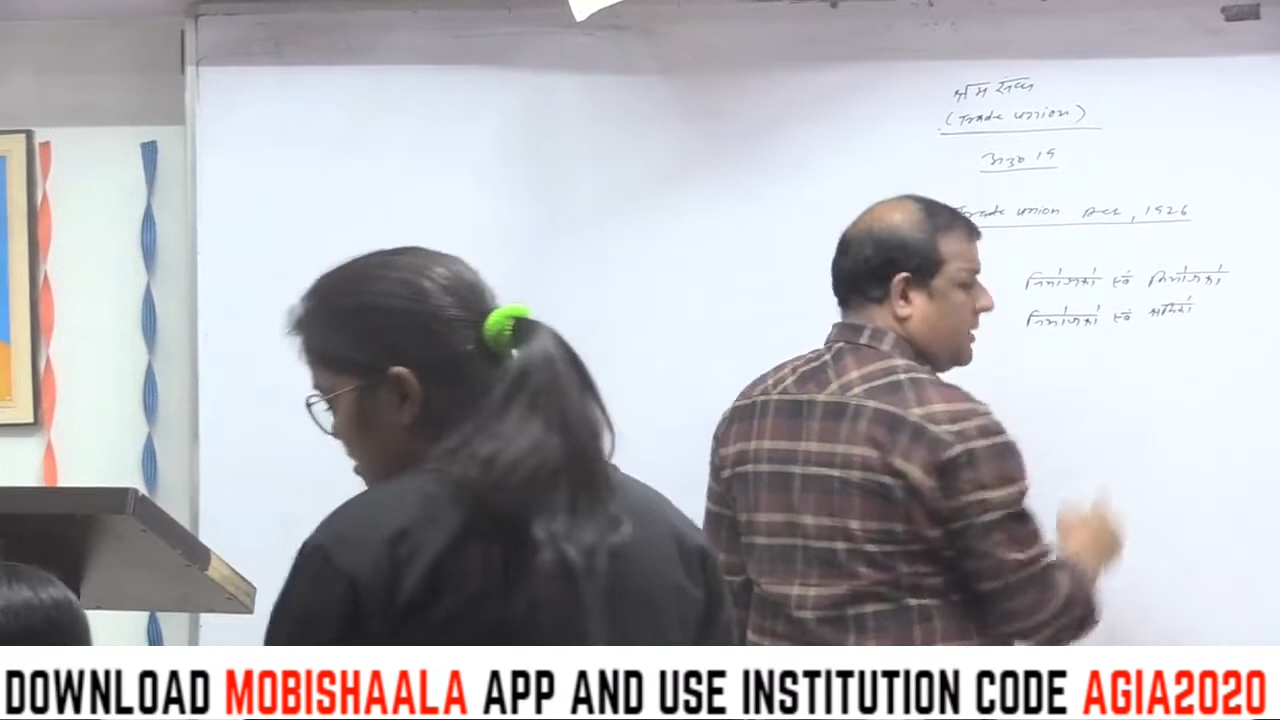 श्रम संघ
(Trade union)
अनु० 19
Trade union Act, 1926
नियोजकों एवं नियोजकों
नियोजकों एवं श्रमिकों
DOWNLOAD MOBISHAALA APP AND USE INSTITUTION CODE AGIA2020